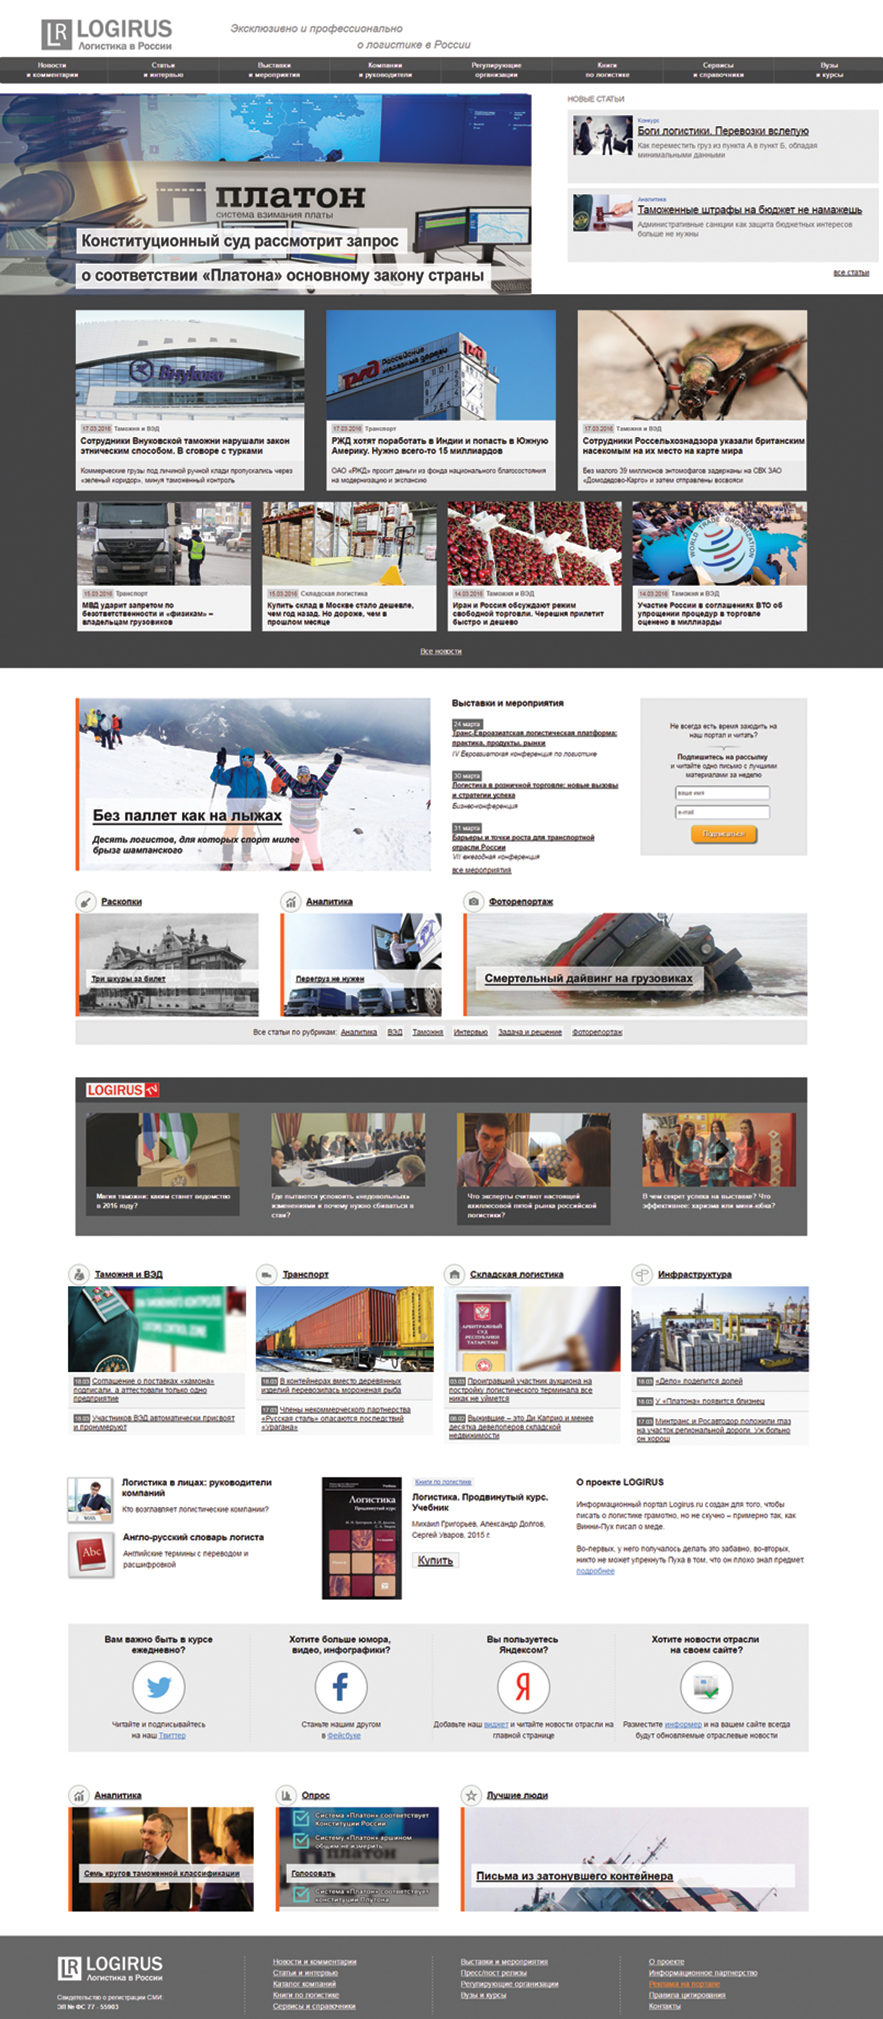 LR LOGIRUS
Логистика в России
Эксклюзивно и профессионально
о логистике в России
Новости
и комментарии
Статьи
и интервью
Выставки
и мероприятия
Компании
и руководители
Регулирующие
организации
Книги
по логистике
Сервисы
и справочники
Вузы
и курсы
платон
система взимания платы
Конституционный суд рассмотрит запрос
о соответствии «Платона» основному закону страны
НОВЫЕ СТАТЬИ
Конкурс
Боги логистики. Перевозки вслепую
Как переместить груз из пункта А в пункт Б, обладая
минимальными данными
Аналитика
Таможенные штрафы на бюджет не намажешь
Административные санкции как защита бюджетных интересов
больше не нужны
все статьи
Внуково
17.03.2016 Таможня и ВЭД
Сотрудники Внуковской таможни нарушали закон
этническим способом. В сговоре с турками
Коммерческие грузы под личиной ручной клади пропускались через
«зеленый коридор», минуя таможенный контроль
РЖД Российские железные дороги
РЖД
17.03.2016 Транспорт
РЖД хотят поработать в Индии и попасть в Южную
Америку. Нужно всего-то 15 миллиардов
ОАО «РЖД» просит деньги из фонда национального благосостояния
на модернизацию и экспансию
17.03.2016 Таможня и ВЭД
Сотрудники Россельхознадзора указали британским
насекомым на их место на карте мира
Без малого 39 миллионов энтомофагов задержаны на СВХ ЗАО
«Домодедово-Карго» и затем отправлены восвояси
15.03.2016 Транспорт
МВД ударит запретом по
безответственности и «физикам» –
владельцам грузовиков
15.03.2016 Складская логистика
Купить склад в Москве стало дешевле,
чем год назад. Но дороже, чем в
прошлом месяце
14.03.2016 Таможня и ВЭД
Иран и Россия обсуждают режим
свободной торговли. Черешня прилетит
быстро и дешево
WORLD TRADE ORGANIZATION
14.03.2016 Таможня и ВЭД
Участие России в соглашениях ВТО об
упрощении процедур в торговле
оценено в миллиарды
Все новости
Без паллет как на лыжах
Десять логистов, для которых спорт милее
брызг шампанского
Выставки и мероприятия
24 марта
Транс-Евроазиатская логистическая платформа:
практика, продукты, рынки
IV Евроазиатская конференция по логистике
30 марта
Логистика в розничной торговле: новые вызовы
и стратегии успеха
Бизнес-конференция
31 марта
Барьеры и точки роста для транспортной
отрасли России
VII ежегодная конференция
все мероприятия
Не всегда есть время заходить на
наш портал и читать?
Подпишитесь на рассылку
и читайте одно письмо с лучшими
материалами за неделю
ваше имя
e-mail
Подписаться
Раскопки
Три шкуры за билет
Аналитика
Перегруз не нужен
Фоторепортаж
Смертельный дайвинг на грузовиках
Все статьи по рубрикам: Аналитика ВЭД Таможня Интервью Задача и решение Фоторепортаж
LOGIRUS TV
Магия таможни: каким станет ведомство
в 2016 году?
Где пытаются успокоить «недовольных»
изменениями и почему нужно сбиваться в
стаи?
Что эксперты считают настоящей
ахиллесовой пятой рынка российской
логистики?
В чем секрет успеха на выставке? Что
эффективнее: харизма или мини-юбка?
Таможня и ВЭД
18.03 Соглашение о поставках «хамона»
подписали, а аттестовали только одно
предприятие
18.03 Участников ВЭД автоматически присвоят
и пронумеруют
Транспорт
18.03 В контейнерах вместо деревянных
изделий перевозилась мороженая рыба
17.03 Члены некоммерческого партнерства
«Русская сталь» опасаются последствий
«Урагана»
Складская логистика
АРБИТРАЖНЫЙ
СУД
РЕСПУБЛИКИ
ТАТАРСТАН
03.03 Проигравший участник аукциона на
постройку логистического терминала все
никак не уймется
Выжившие – это Ди Каприо и менее
десятка девелоперов складской
недвижимости
Инфраструктура
18.03 «Дело» поделится долей
18.03 У «Платона» появится близнец
17.03 Минтранс и Росавтодор положили глаз
на участок региональной дороги. Уж больно
он хорош
Логистика в лицах: руководители
компаний
Кто возглавляет логистические компании?
BOSS
Abc
Англо-русский словарь логиста
Английские термины с переводом и
расшифровкой
Логистика
Продвинутый курс
Книги по логистике
Логистика. Продвинутый курс.
Учебник
Михаил Григорьев, Александр Долгов,
Сергей Уваров, 2015 г.
Купить
О проекте LOGIRUS
Информационный портал Logirus.ru создан для того, чтобы
писать о логистике грамотно, но не скучно – примерно так, как
Винни-Пух писал о меде.
Во-первых, у него получалось делать это забавно, во-вторых,
никто не может упрекнуть Пуха в том, что он плохо знал предмет.
подробнее
Вам важно быть в курсе
ежедневно?
Читайте и подписывайтесь
на наш Твиттер
Хотите больше юмора,
видео, инфографики?
f
Станьте нашим другом
в Фейсбуке
Вы пользуетесь
Яндексом?
Я
Добавьте наш виджет и читайте новости отрасли на
главной странице
Хотите новости отрасли
на своем сайте?
Разместите информер и на вашем сайте всегда
будут обновляемые отраслевые новости
Аналитика
Семь кругов таможенной классификации
Опрос
Система «Платон» соответствует
Конституции России
Систему «Платон» аршином
общим не измерить
платон
Голосовать
Система «Платон» соответствует
конституции Плутона
Лучшие люди
Письма из затонувшего контейнера
LR LOGIRUS
Логистика в России
Свидетельство о регистрации СМИ:
ЭЛ № ФС 77 - 55903
Новости и комментарии
Статьи и интервью
Каталог компаний
Книги по логистике
Сервисы и справочники
Выставки и мероприятия
Пресс/пост релизы
Регулирующие организации
Вузы и курсы
О проекте
Информационное партнерство
Реклама на портале
Правила цитирования
Контакты